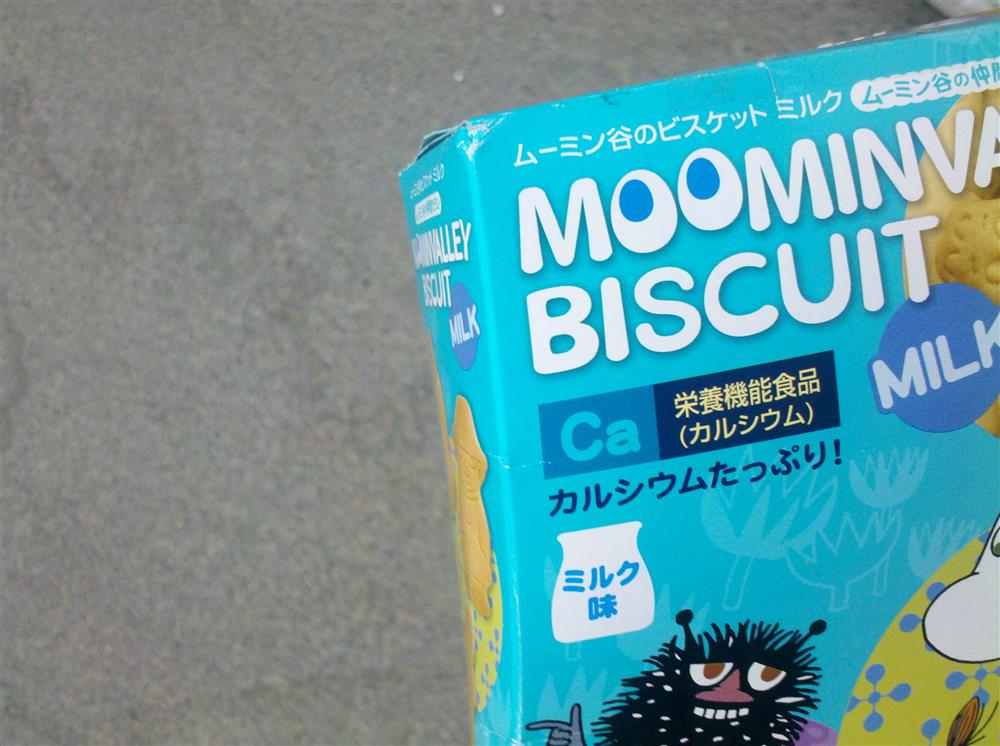 ムーミン谷のビスケット ミルク ムーミン谷の仲間
MOOMINVA
BISCUIT
MILK
Ca
栄養機能食品
(カルシウム)
カルシウムたっぷり!
ミルク
味
MOOMINVALLEY
BISCUIT
MILK